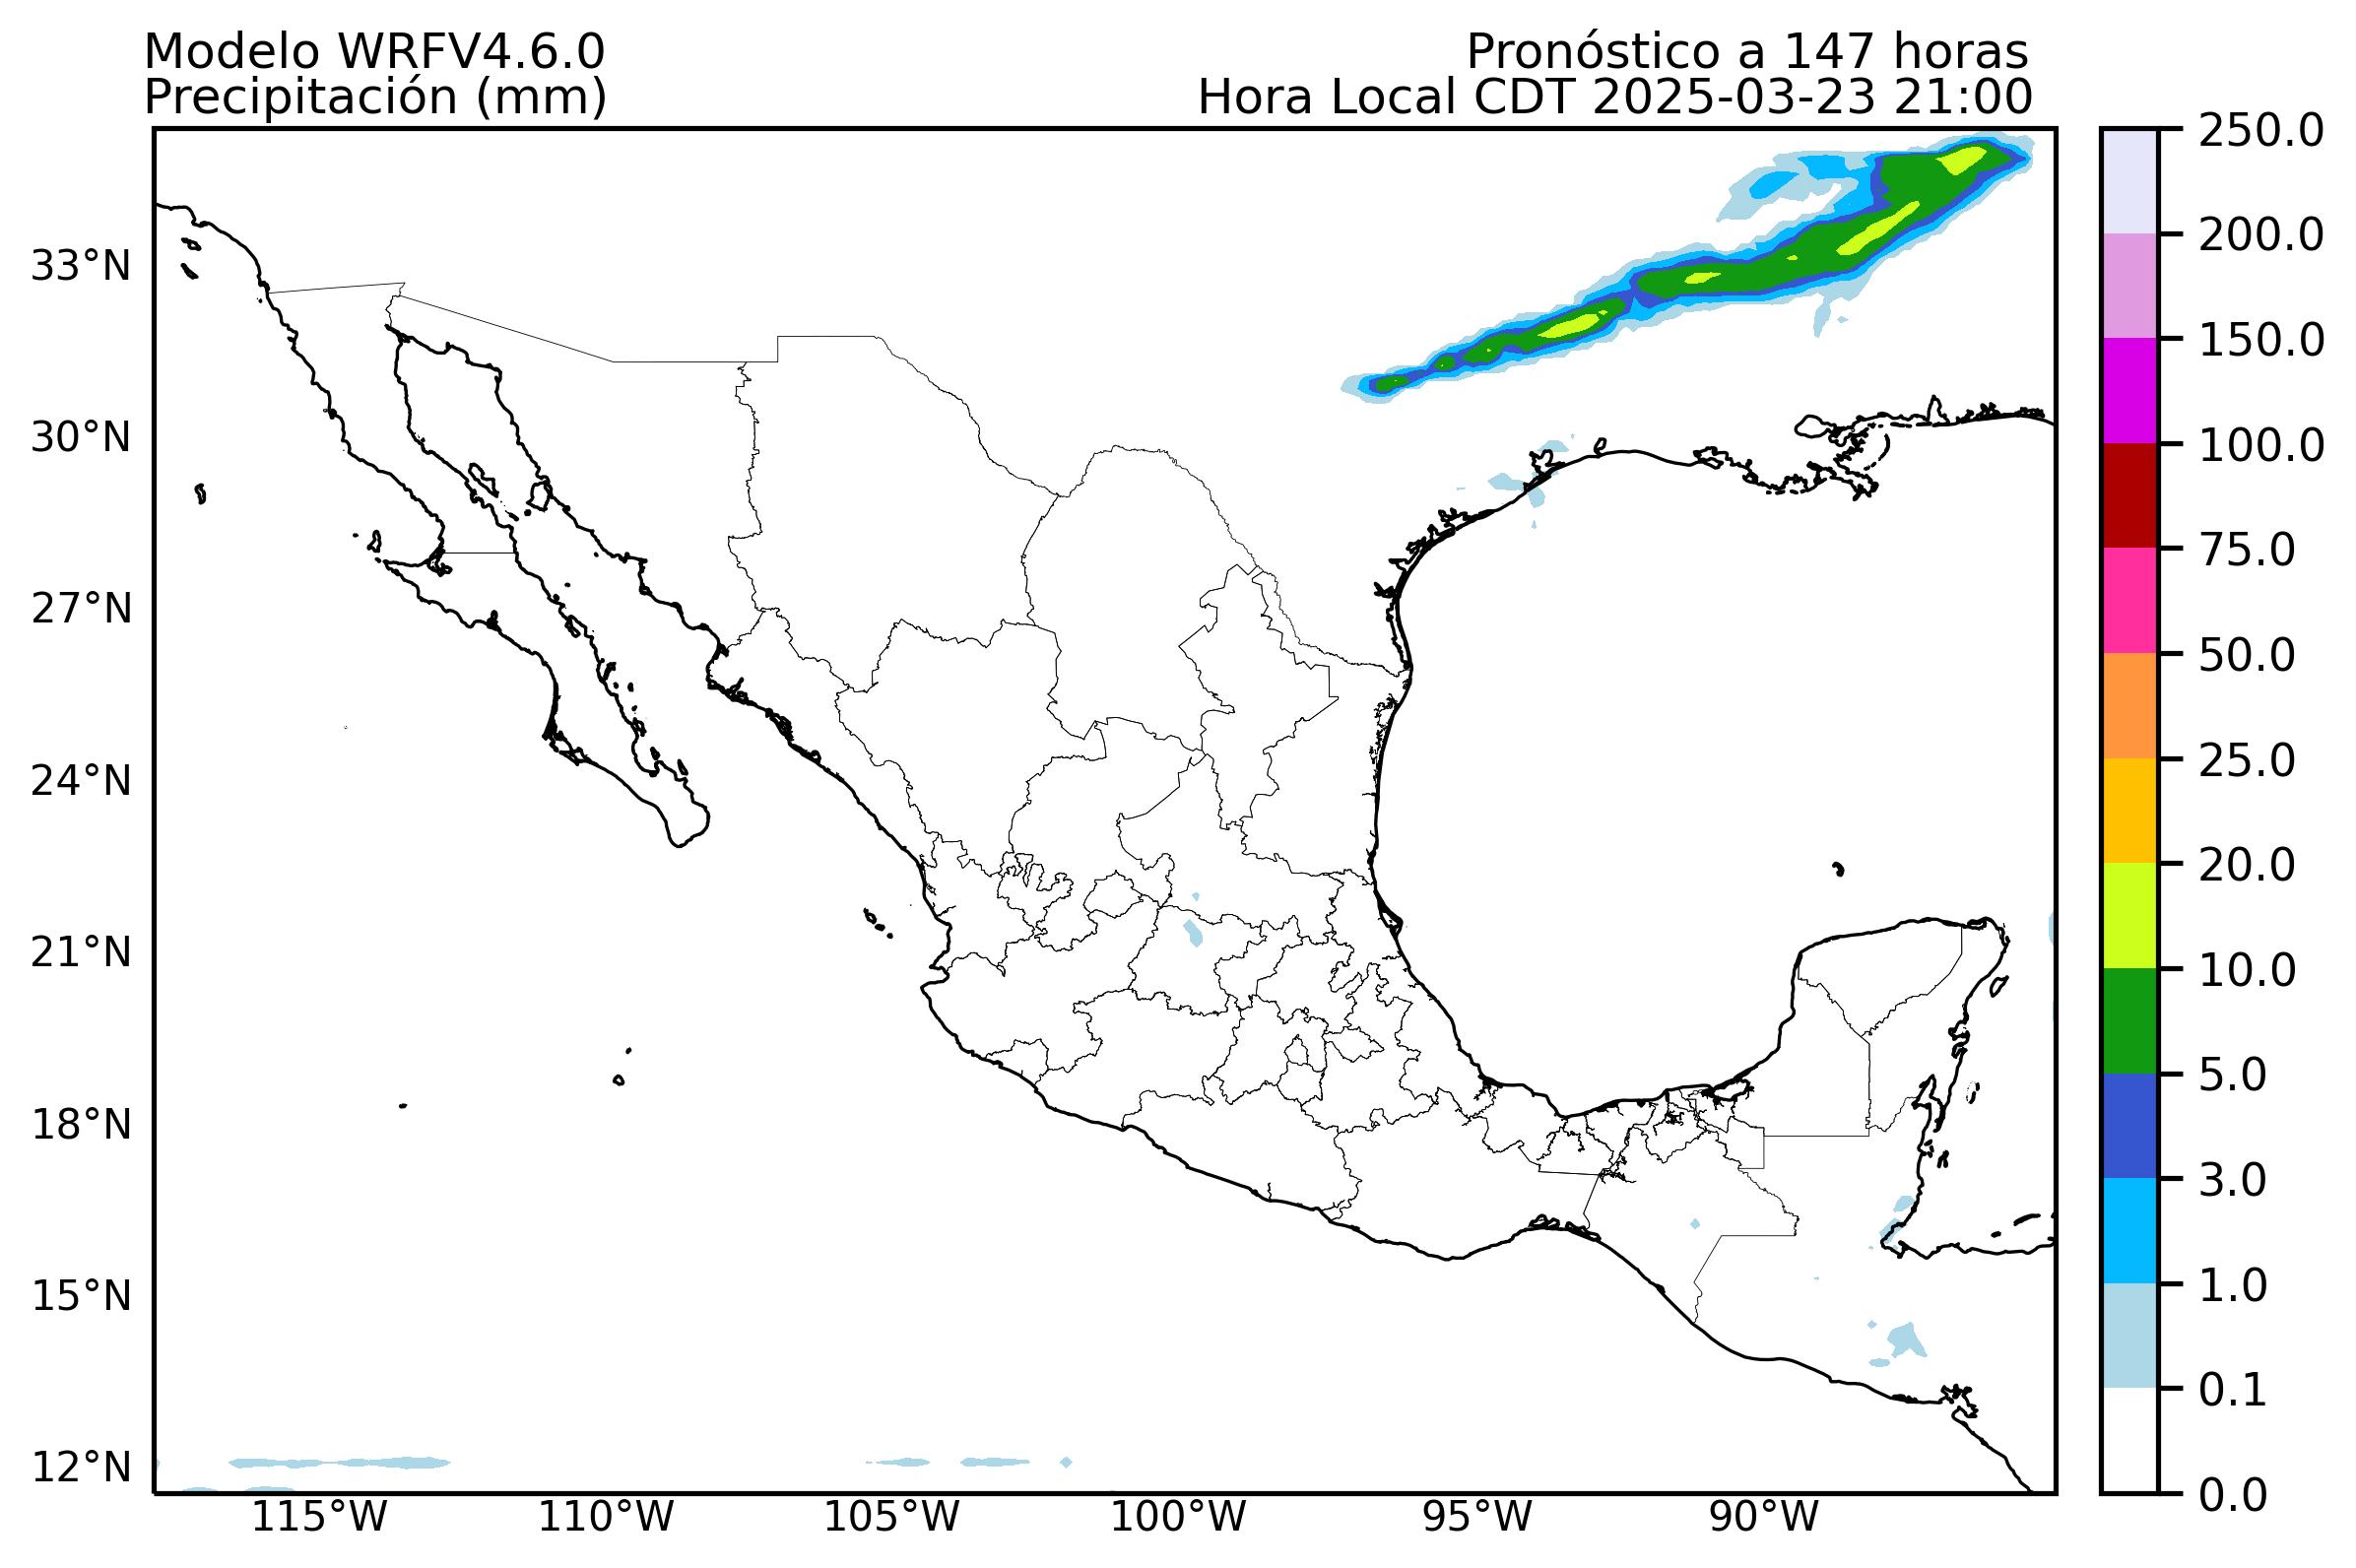 Modelo WRFV4.6.0
Precipitación (mm)
Pronóstico a 147 horas
Hora Local CDT 2025-03-23 21:00
33°N
30°N
27°N
24°N
21°N
18°N
15°N
12°N
115°W
110°W
105°W
100°W
95°W
90°W
250.0
200.0
150.0
100.0
75.0
50.0
25.0
20.0
10.0
5.0
3.0
1.0
0.1
0.0